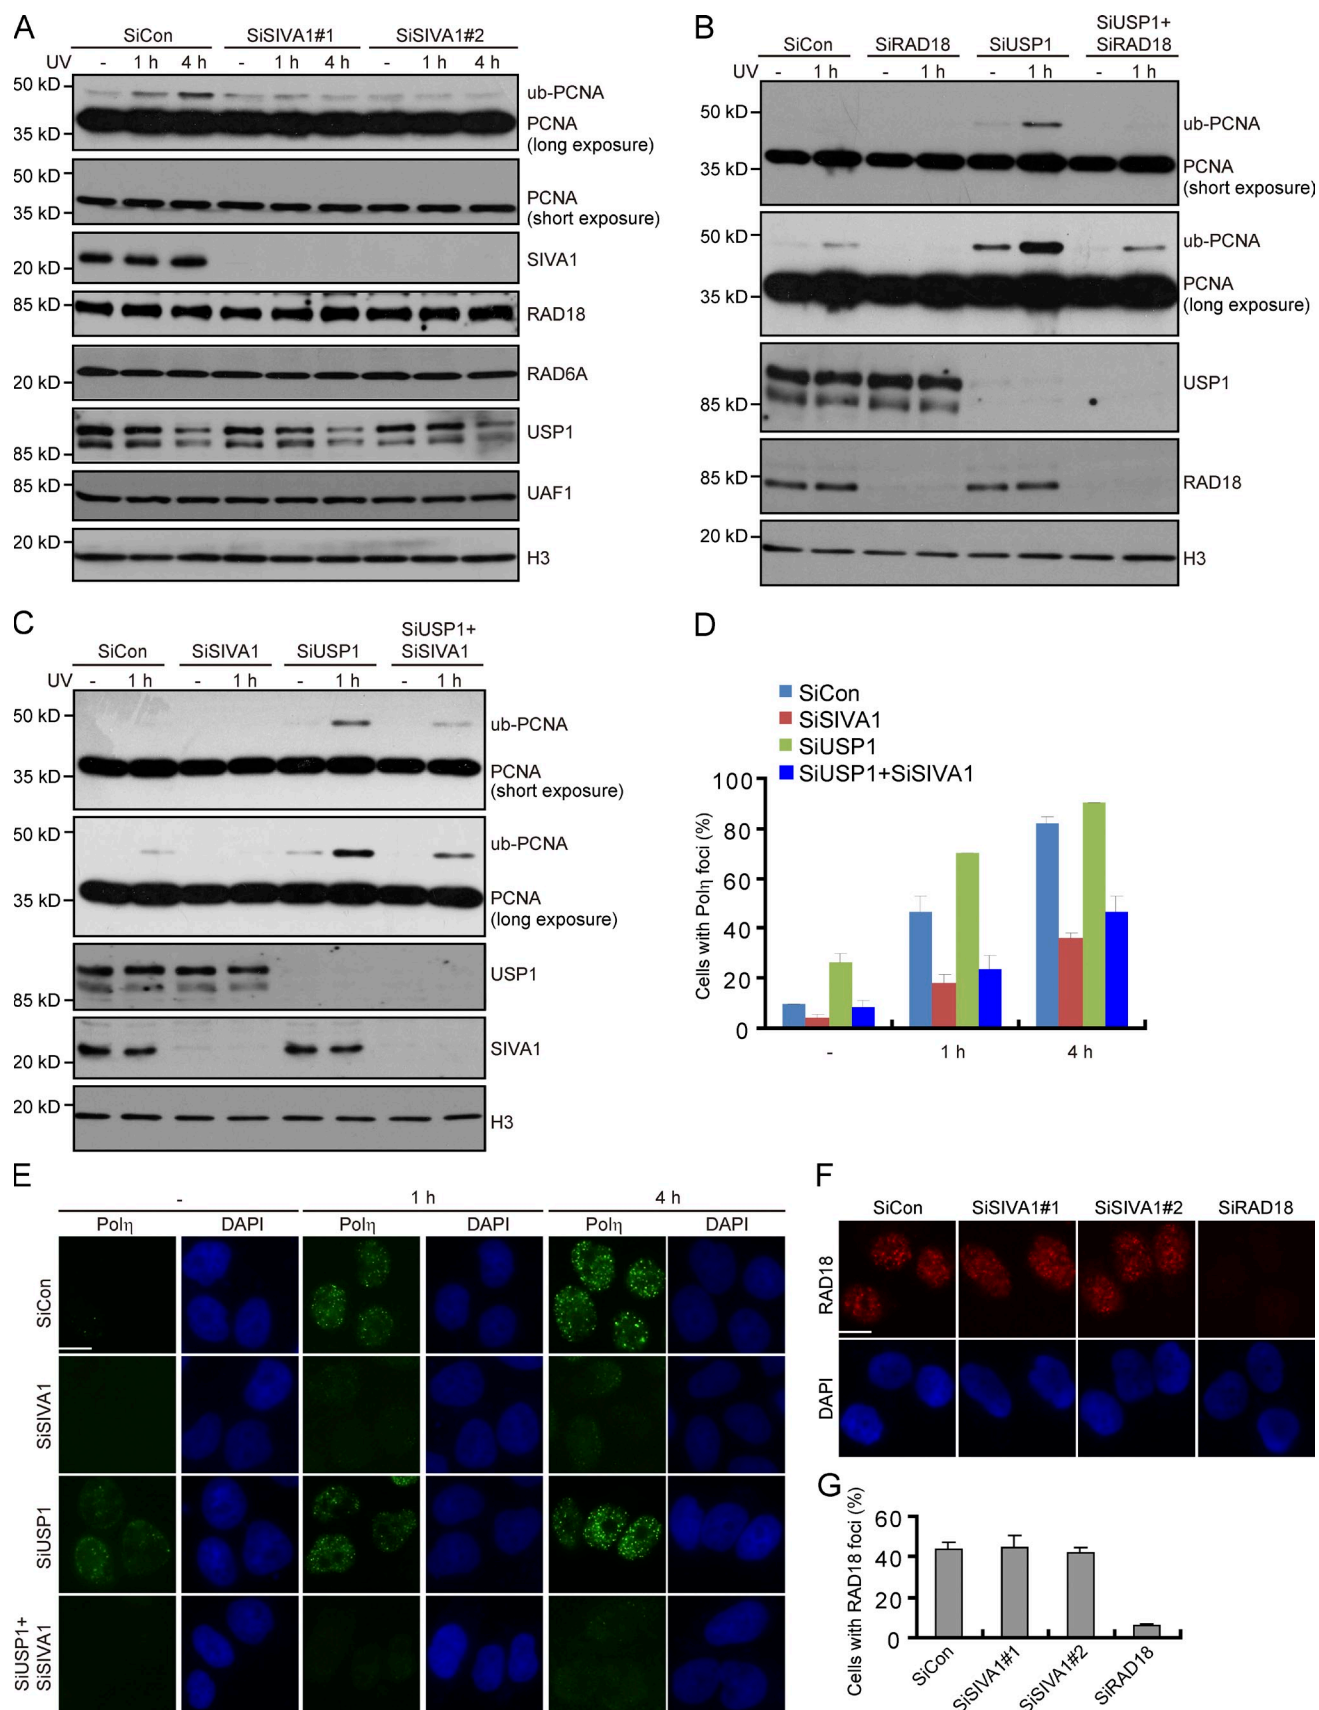 A
SiCon SiSIVA1#1 SiSIVA1#2
UV - 1 h 4 h - 1 h 4 h - 1 h 4 h
50 kD
ub-PCNA
35 kD
PCNA
(long exposure)
50 kD
PCNA
35 kD
(short exposure)
SIVA1
20 kD
85 kD
RAD18
RAD6A
20 kD
USP1
85 kD
85 kD
UAF1
20 kD
H3
B
SiCon SiRAD18 SiUSP1 SiUSP1+
SiRAD18
UV - 1 h - 1 h - 1 h - 1 h
50 kD
ub-PCNA
35 kD
PCNA
(short exposure)
50 kD
ub-PCNA
35 kD
PCNA
(long exposure)
USP1
85 kD
85 kD
RAD18
20 kD
H3
C
SiCon SiSIVA1 SiUSP1 SiUSP1+
SiSIVA1
UV - 1 h - 1 h - 1 h - 1 h
50 kD
ub-PCNA
35 kD
PCNA
(short exposure)
50 kD
ub-PCNA
35 kD
PCNA
(long exposure)
USP1
85 kD
SIVA1
20 kD
20 kD
H3
D
SiCon
SiSIVA1
SiUSP1
SiUSP1+SiSIVA1
Cells with Polη foci (%)
100
80
60
40
20
0
- 1 h 4 h
E
- 1 h 4 h
Polη DAPI Polη DAPI Polη DAPI
SiCon
SiSIVA1
SiUSP1
SiUSP1+
SiSIVA1
F
SiCon SiSIVA1#1 SiSIVA1#2 SiRAD18
RAD18
DAPI
G
Cells with RAD18 foci (%)
60
40
20
0
SiCon SiSIVA1#1 SiSIVA1#2 SiRAD18